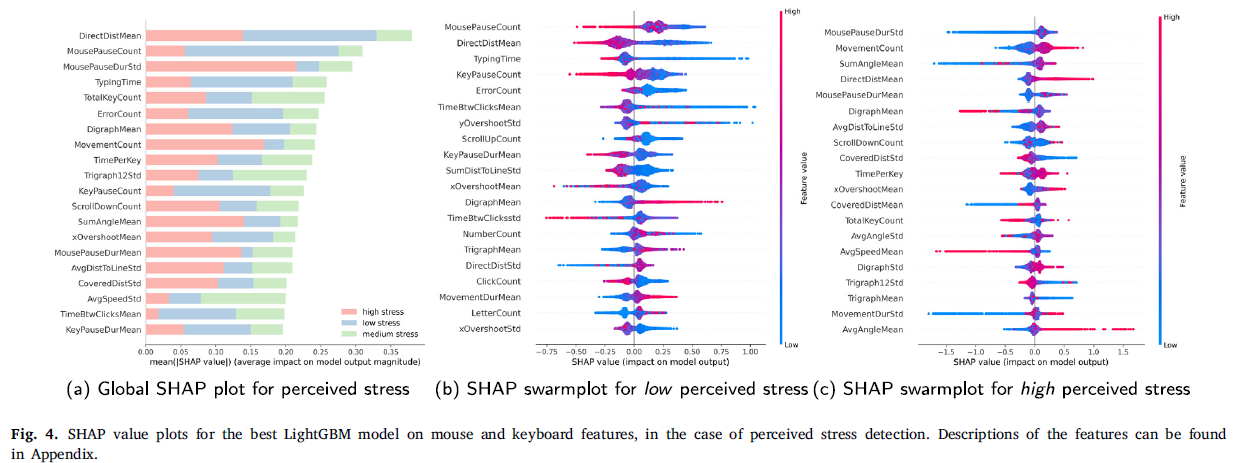 DirectDistMean
MousePauseCount
MousePauseDurStd
TypingTime
TotalKeyCount
ErrorCount
DigraphMean
MovementCount
TimePerKey
Trigraph12Std
KeyPauseCount
ScrollDownCount
SumAngleMean
xOvershootMean
MousePauseDurMean
AvgDistToLineStd
CoveredDistStd
AvgSpeedStd
TimeBtwClicksMean
KeyPauseDurMean
high stress
low stress
medium stress
0.00 0.05 0.10 0.15 0.20 0.25 0.30 0.35
mean(|SHAP value|) (average impact on model output magnitude)
(a) Global SHAP plot for perceived stress
MousePauseCount
DirectDistMean
TypingTime
KeyPauseCount
ErrorCount
TimeBtwClicksMean
yOvershootStd
ScrollUpCount
KeyPauseDurMean
SumDistToLineStd
xOvershootMean
DigraphMean
TimeBtwClicksstd
NumberCount
TrigraphMean
DirectDistStd
ClickCount
MovementDurMean
LetterCount
xOvershootStd
−0.75 −0.50 −0.25 0.00 0.25 0.50 0.75 1.00
SHAP value (impact on model output)
High
Feature value
Low
(b) SHAP swarmplot for low perceived stress
MousePauseDurStd
MovementCount
SumAngleMean
DirectDistMean
MousePauseDurMean
DigraphMean
AvgDistToLineStd
ScrollDownCount
CoveredDistStd
TimePerKey
xOvershootMean
CoveredDistMean
TotalKeyCount
AvgAngleStd
AvgSpeedMean
DigraphStd
Trigraph12Std
TrigraphMean
MovementDurStd
AvgAngleMean
−1.5 −1.0 −0.5 0.0 0.5 1.0 1.5
SHAP value (impact on model output)
High
Feature value
Low
(c) SHAP swarmplot for high perceived stress
Fig. 4. SHAP value plots for the best LightGBM model on mouse and keyboard features, in the case of perceived stress detection. Descriptions of the features can be found
in Appendix.